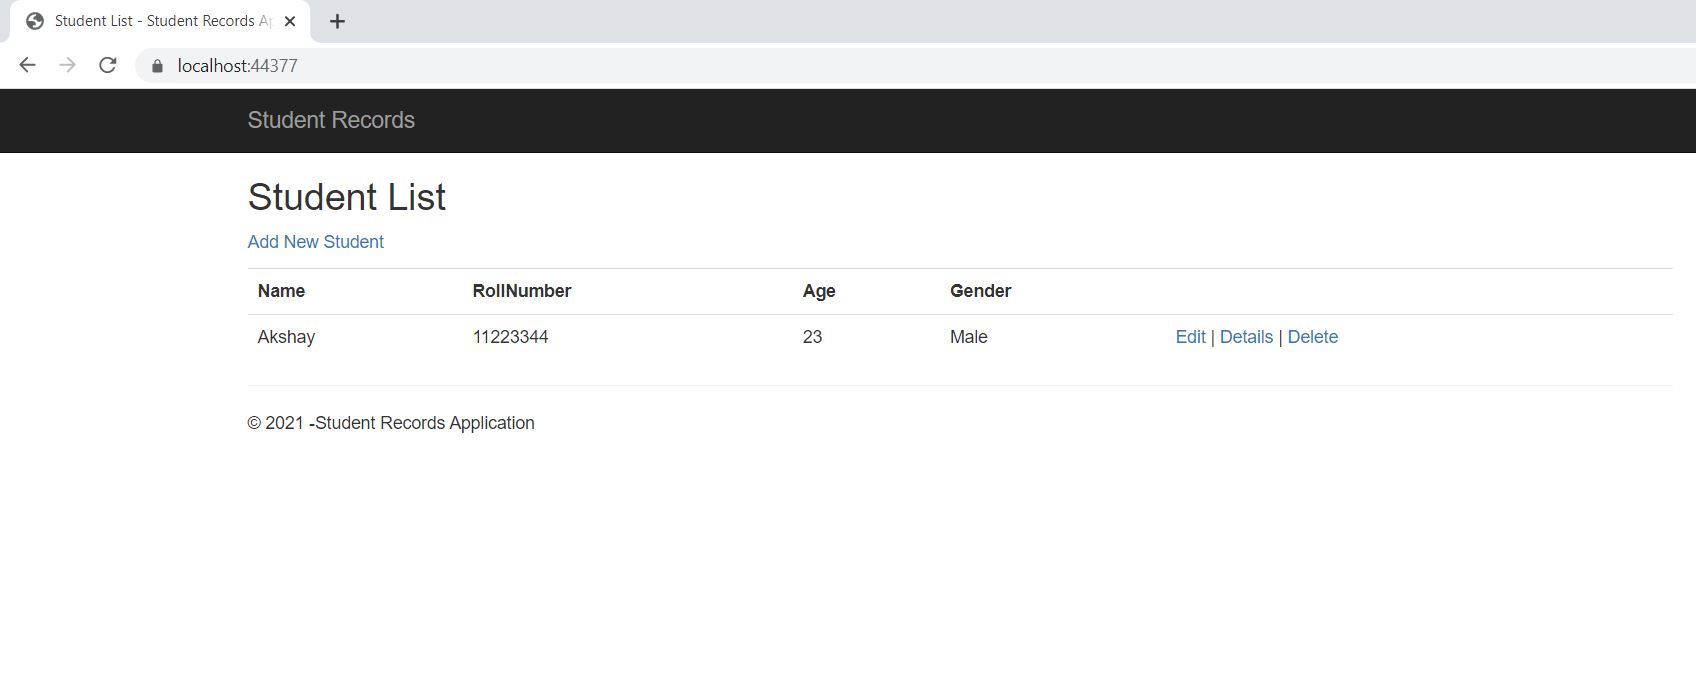 Student List - Student Records Ap
localhost:44377
Student Records
Student List
Add New Student
Name RollNumber Age Gender
Akshay 11223344 23 Male Edit | Details | Delete
© 2021 -Student Records Application